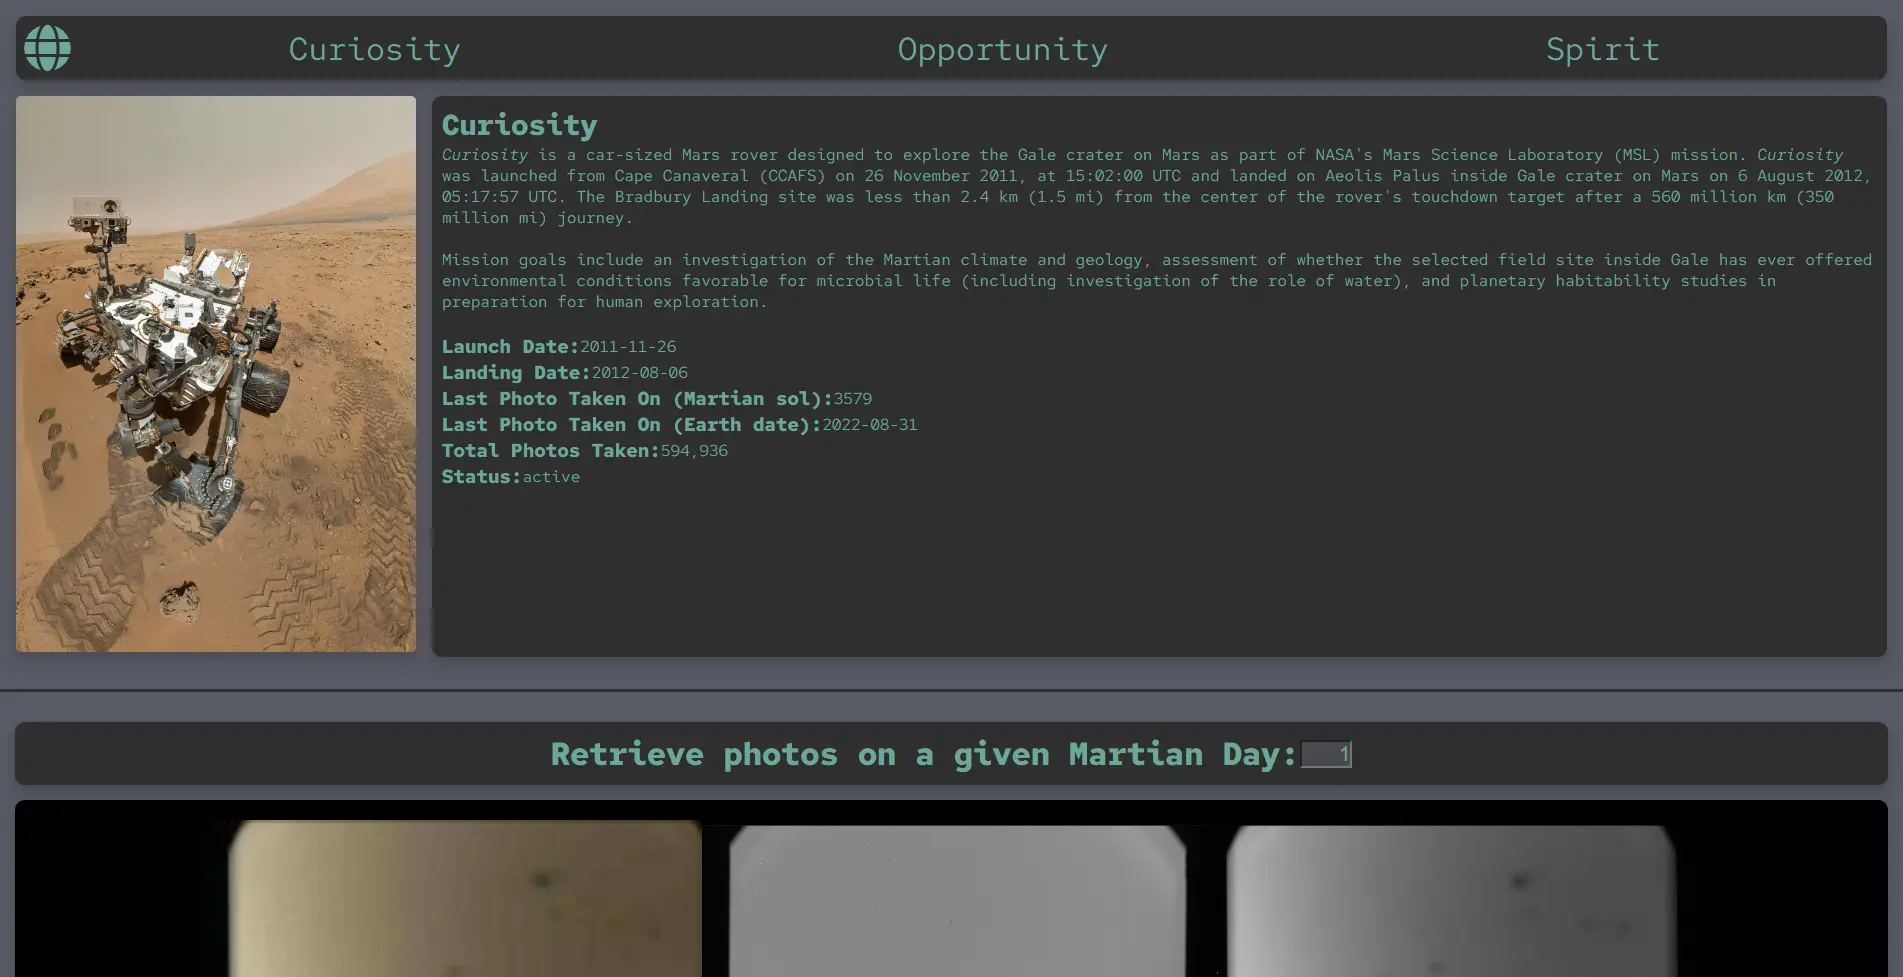 Curiosity Opportunity Spirit
Curiosity
Curiosity is a car-sized Mars rover designed to explore the Gale crater on Mars as part of NASA's Mars Science Laboratory (MSL) mission. Curiosity
was launched from Cape Canaveral (CCAFS) on 26 November 2011, at 15:02:00 UTC and landed on Aeolis Palus inside Gale crater on Mars on 6 August 2012,
05:17:57 UTC. The Bradbury Landing site was less than 2.4 km (1.5 mi) from the center of the rover's touchdown target after a 560 million km (350
million mi) journey.
Mission goals include an investigation of the Martian climate and geology, assessment of whether the selected field site inside Gale has ever offered
environmental conditions favorable for microbial life (including investigation of the role of water), and planetary habitability studies in
preparation for human exploration.
Launch Date:2011-11-26
Landing Date:2012-08-06
Last Photo Taken On (Martian sol):3579
Last Photo Taken On (Earth date):2022-08-31
Total Photos Taken:594,936
Status:active
Retrieve photos on a given Martian Day: 1